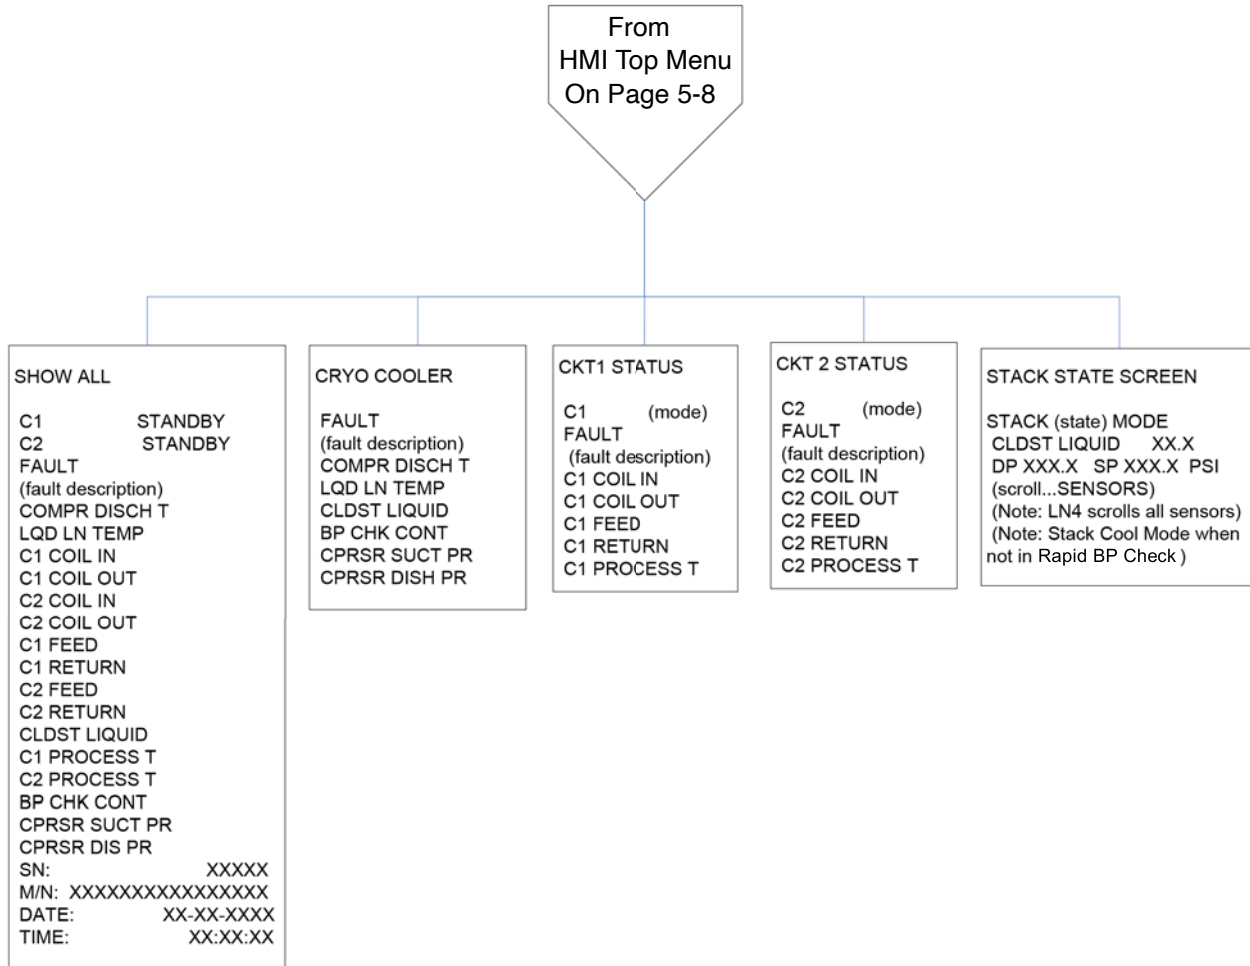 From
HMI Top Menu
On Page 5-8
SHOW ALL
C1 STANDBY
C2 STANDBY
FAULT
(fault description)
COMPR DISCH T
LQD LN TEMP
C1 COIL IN
C1 COIL OUT
C2 COIL IN
C2 COIL OUT
C1 FEED
C1 RETURN
C2 FEED
C2 RETURN
CLDST LIQUID
C1 PROCESS T
C2 PROCESS T
BP CHK CONT
CPRSR SUCT PR
CPRSR DIS PR
SN: XXXXX
M/N: XXXXXXXXXXXXXXXX
DATE: XX-XX-XXXX
TIME: XX:XX:XX
CRYO COOLER
FAULT
(fault description)
COMPR DISCH T
LQD LN TEMP
CLDST LIQUID
BP CHK CONT
CPRSR SUCT PR
CPRSR DISH PR
CKT1 STATUS
C1 (mode)
FAULT
(fault description)
C1 COIL IN
C1 COIL OUT
C1 FEED
C1 RETURN
C1 PROCESS T
CKT 2 STATUS
C2 (mode)
FAULT
(fault description)
C2 COIL IN
C2 COIL OUT
C2 FEED
C2 RETURN
C2 PROCESS T
STACK STATE SCREEN
STACK (state) MODE
CLDST LIQUID XX.X
DP XXX.X SP XXX.X PSI
(scroll...SENSORS)
(Note: LN4 scrolls all sensors)
(Note: Stack Cool Mode when
not in Rapid BP Check )